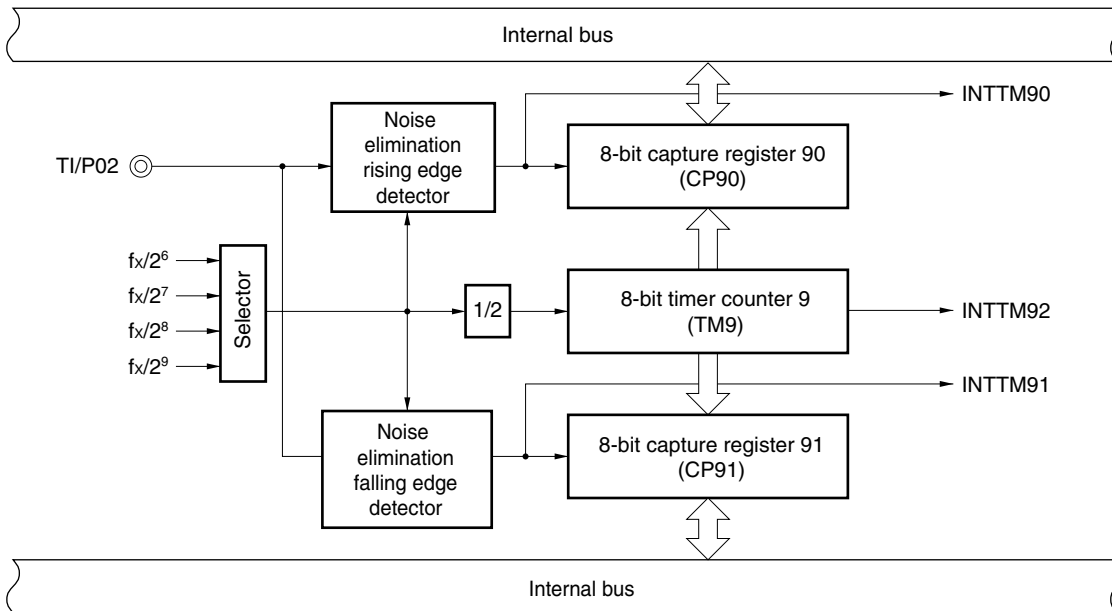 Internal bus
INTTM90
Noise
elimination
rising edge
detector
8-bit capture register 90
(CP90)
TI/P02
fx/2⁶
fx/2⁷
fx/2⁸
fx/2⁹
Selector
1/2
8-bit timer counter 9
(TM9)
INTTM92
INTTM91
Noise
elimination
falling edge
detector
8-bit capture register 91
(CP91)
Internal bus